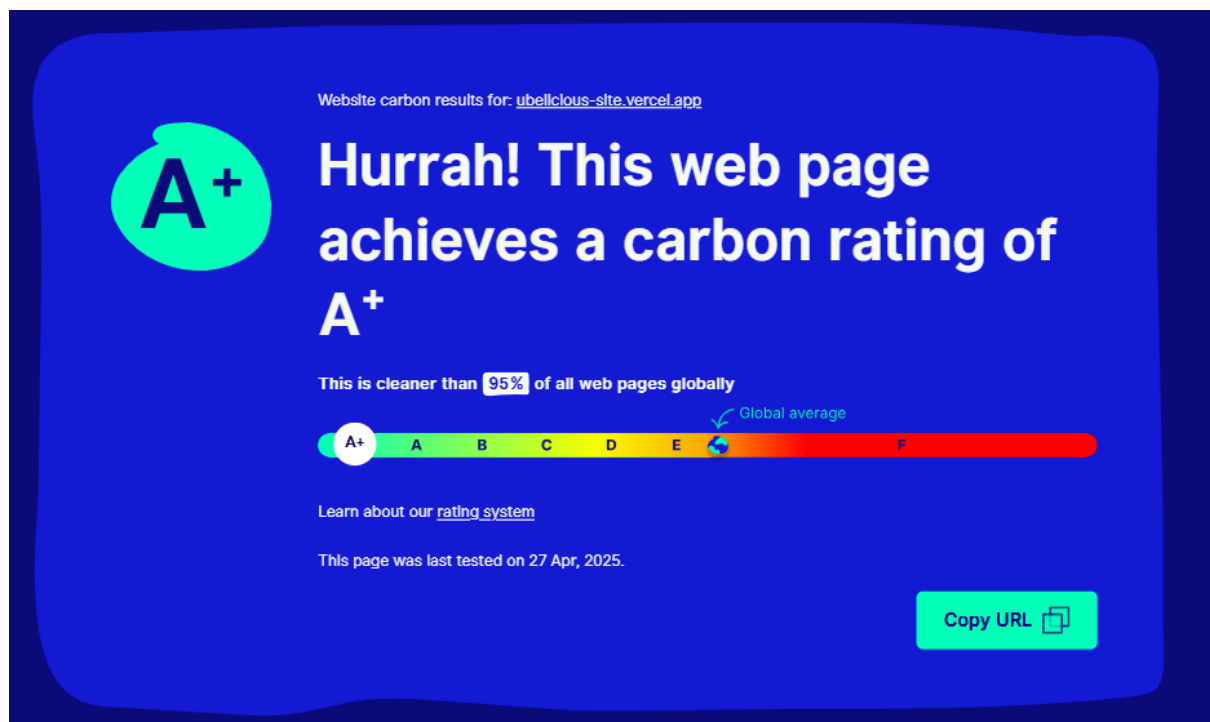 Website carbon results for: ubellcious-site.vercel.app
A+
Hurrah! This web page
achieves a carbon rating of
A+
This is cleaner than 95% of all web pages globally
Global average
A+ A B C D E F
Learn about our rating system
This page was last tested on 27 Apr, 2025.
Copy URL